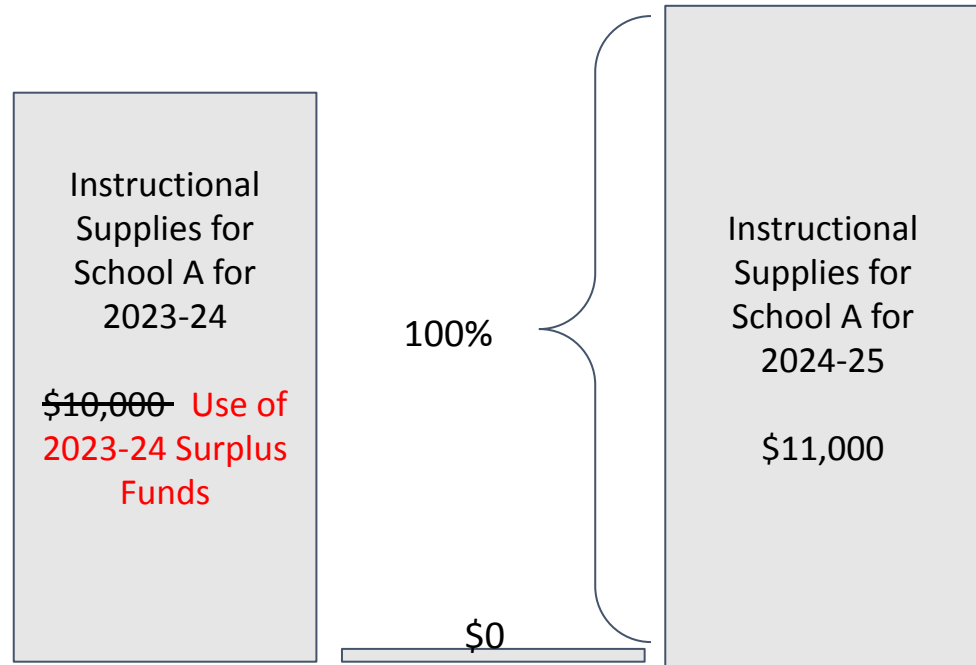 Instructional
Supplies for
School A for
2023-24
$10,000 Use of
2023-24 Surplus
Funds
100%
$0
Instructional
Supplies for
School A for
2024-25
$11,000